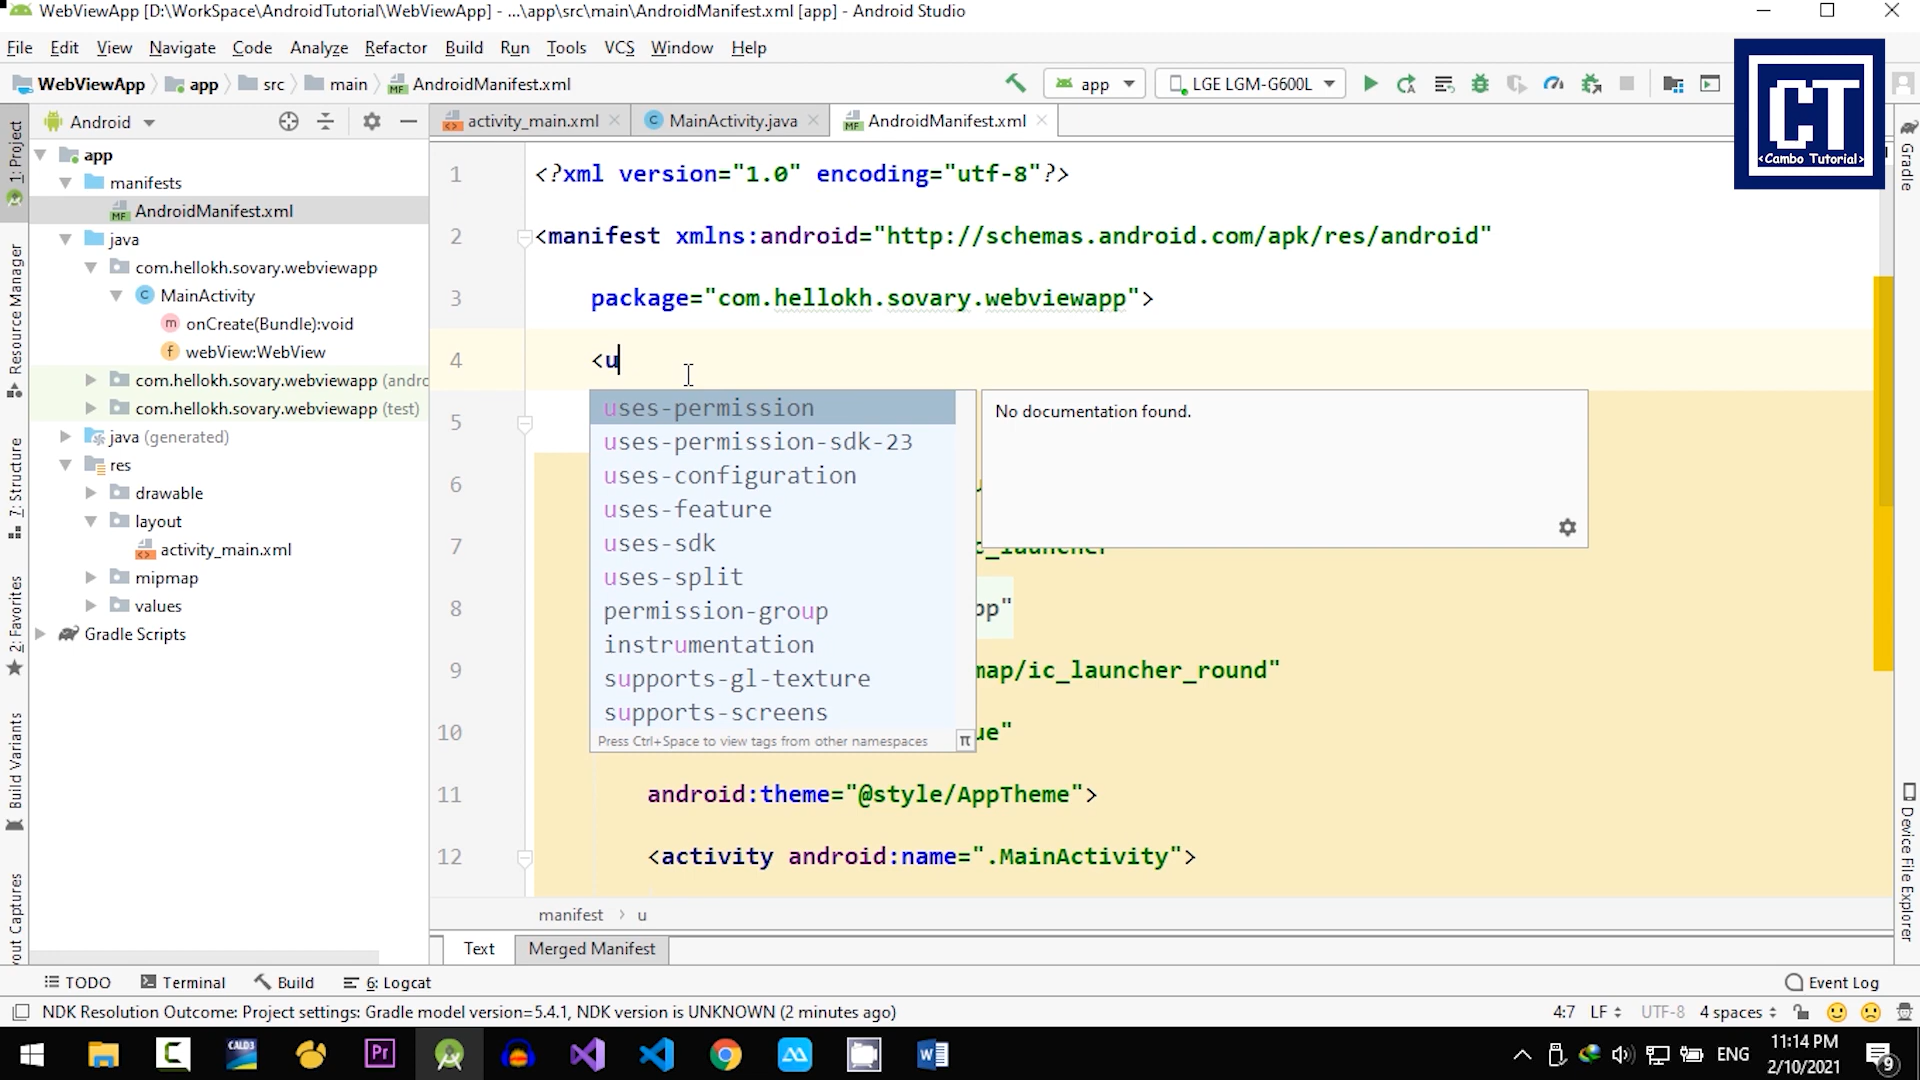 WebViewApp [D:\WorkSpace\AndroidTutorial\WebViewApp] - ...\app\src\main\AndroidManifest.xml [app] - Android Studio
File Edit View Navigate Code Analyze Refactor Build Run Tools VCS Window Help
WebViewApp app src main AndroidManifest.xml app LGE LGM-G600L
CT
<Cambo Tutorial>
Android activity_main.xml MainActivity.java AndroidManifest.xml
1: Project
Resource Manager
7: Structure
2: Favorites
Build Variants
out Captures
app
manifests
AndroidManifest.xml
java
com.hellokh.sovary.webviewapp
MainActivity
onCreate(Bundle):void
webView:WebView
com.hellokh.sovary.webviewapp (andro
com.hellokh.sovary.webviewapp (test)
java (generated)
res
drawable
layout
activity_main.xml
mipmap
values
Gradle Scripts
1 <?xml version="1.0" encoding="utf-8"?>
2 <manifest xmlns:android="http://schemas.android.com/apk/res/android"
3 package="com.hellokh.sovary.webviewapp">
4 <u
5
6
7 c_launcher"
8 pp"
9 map/ic_launcher_round"
10 ue"
11 android:theme="@style/AppTheme">
12 <activity android:name=".MainActivity">
uses-permission
uses-permission-sdk-23
uses-configuration
uses-feature
uses-sdk
uses-split
permission-group
instrumentation
supports-gl-texture
supports-screens
Press Ctrl+Space to view tags from other namespaces π
No documentation found.
manifest › u
Text Merged Manifest
Gradle
Device File Explorer
TODO Terminal Build 6: Logcat Event Log
NDK Resolution Outcome: Project settings: Gradle model version=5.4.1, NDK version is UNKNOWN (2 minutes ago) 4:7 LF UTF-8 4 spaces
C CALD3 Pr W ENG 11:14 PM
2/10/2021 9